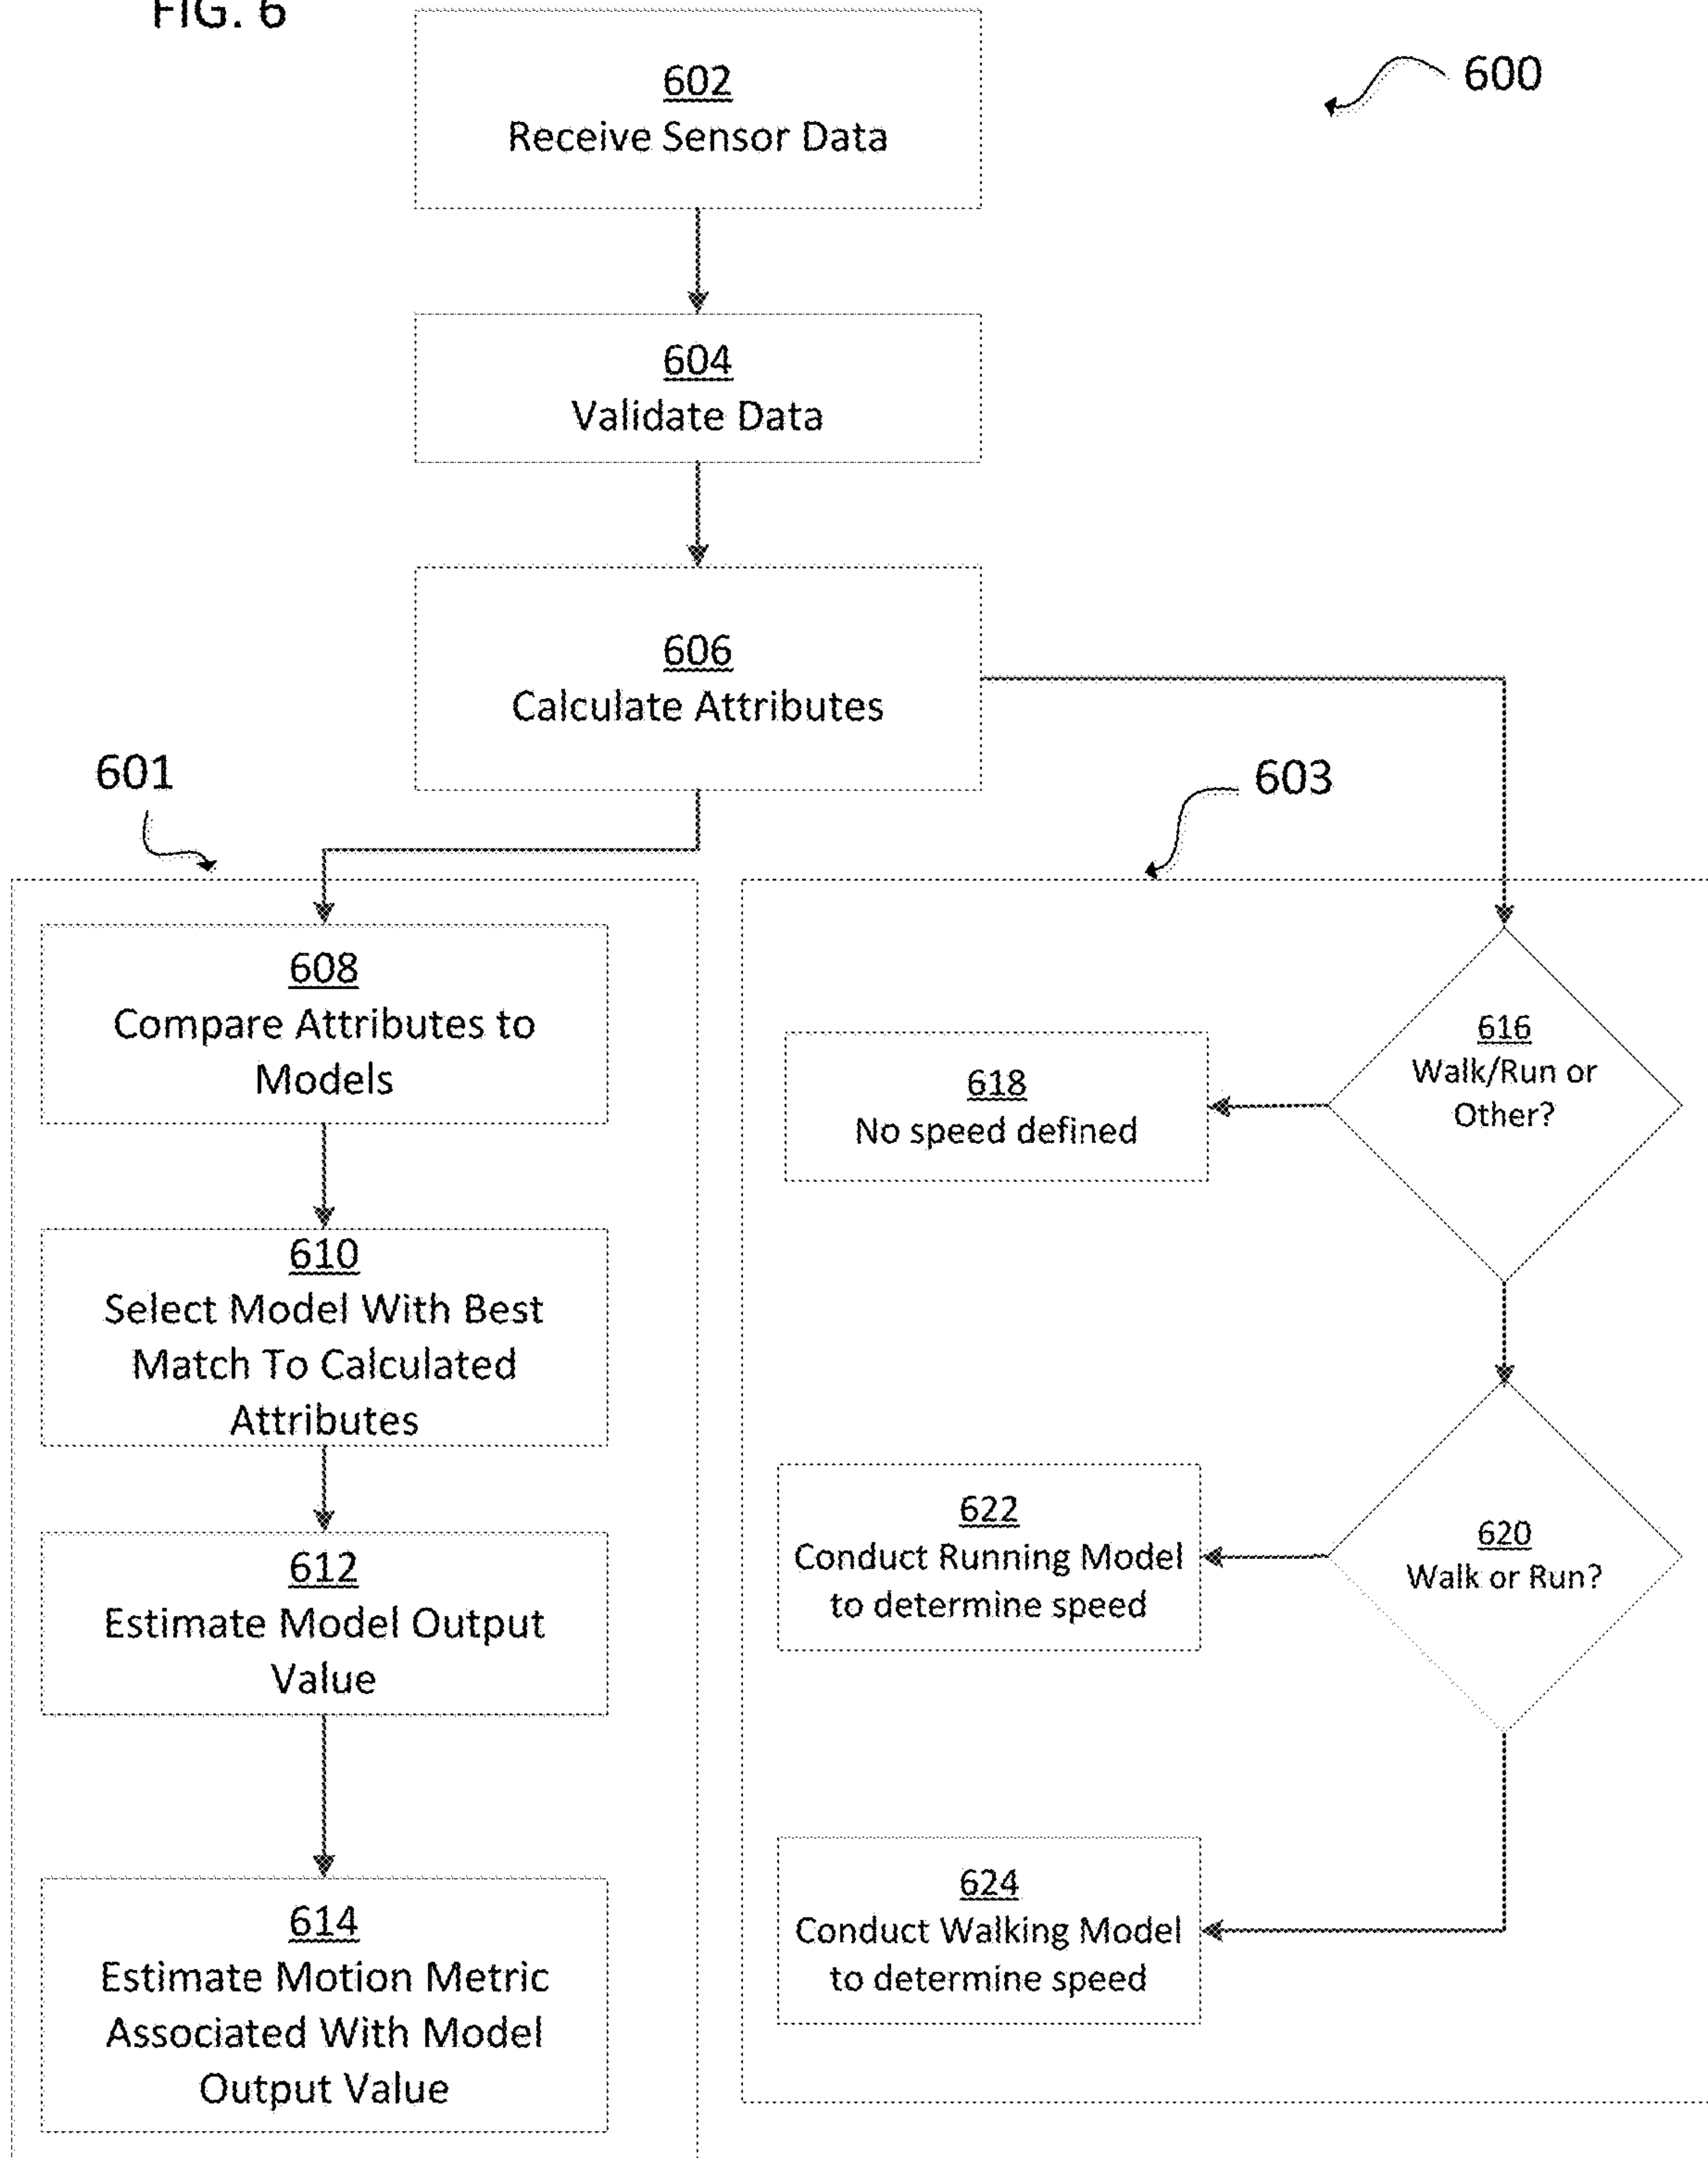 FIG. 6
600
602
Receive Sensor Data
604
Validate Data
606
Calculate Attributes
601
603
608
Compare Attributes to
Models
610
Select Model With Best
Match To Calculated
Attributes
612
Estimate Model Output
Value
614
Estimate Motion Metric
Associated With Model
Output Value
616
Walk/Run or
Other?
618
No speed defined
620
Walk or Run?
622
Conduct Running Model
to determine speed
624
Conduct Walking Model
to determine speed